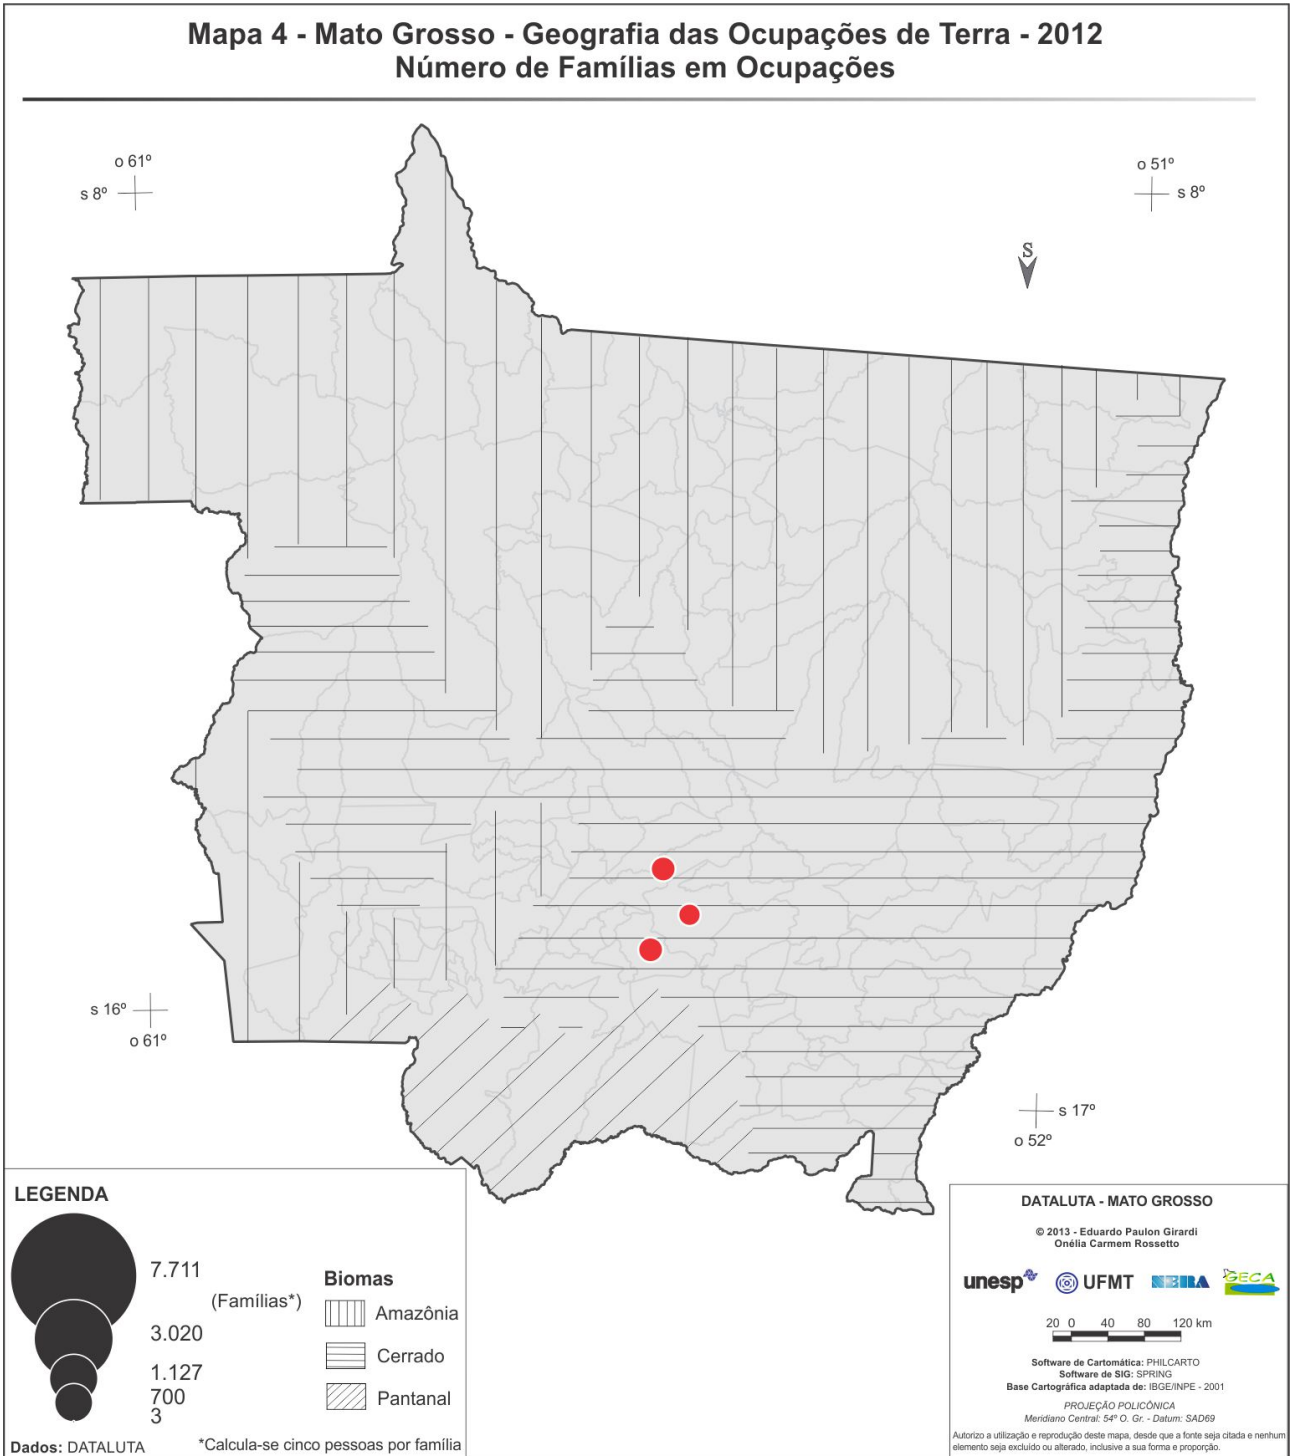 Mapa 4 - Mato Grosso - Geografia das Ocupações de Terra - 2012
Número de Famílias em Ocupações
o 61º
s 8º
o 51º
s 8º
S
s 16º
o 61º
s 17º
o 52º
LEGENDA
7.711
(Famílias*)
3.020
1.127
700
3
Biomas
Amazônia
Cerrado
Pantanal
Dados: DATALUTA
*Calcula-se cinco pessoas por família
DATALUTA - MATO GROSSO
© 2013 - Eduardo Paulon Girardi
Onélia Carmem Rossetto
unesp UFMT NERA GECA
20 0 40 80 120 km
Software de Cartomática: PHILCARTO
Software de SIG: SPRING
Base Cartográfica adaptada de: IBGE/INPE - 2001
PROJEÇÃO POLICÔNICA
Meridiano Central: 54º O. Gr. - Datum: SAD69
Autorizo a utilização e reprodução deste mapa, desde que a fonte seja citada e nenhum
elemento seja excluído ou alterado, inclusive a sua forma e proporção.